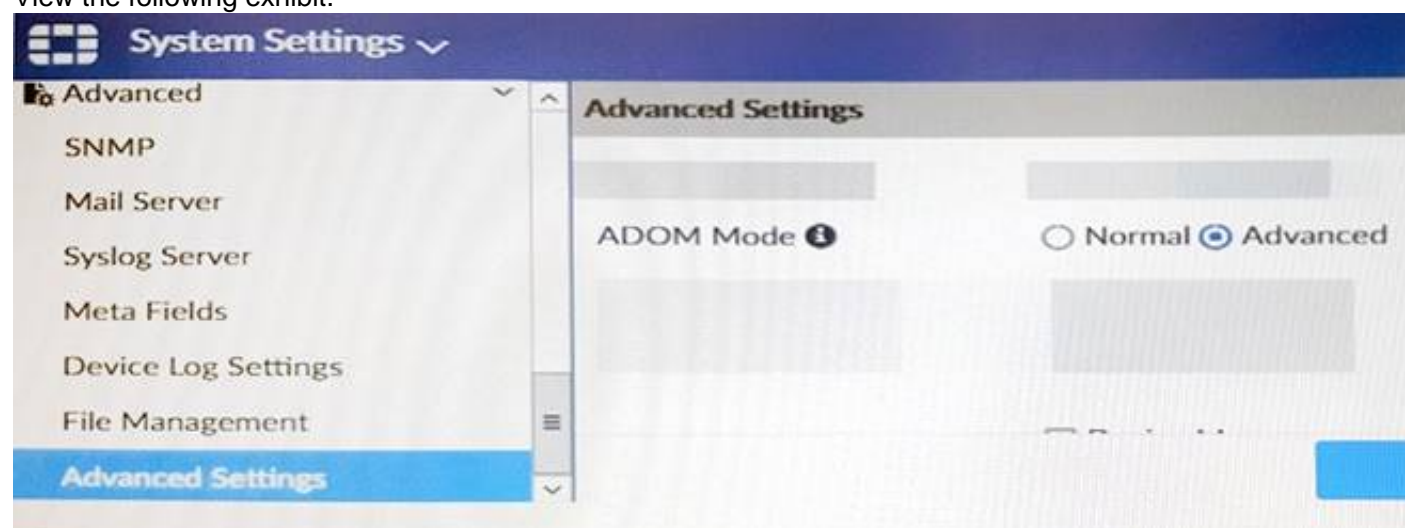 View the following exhibit.
System Settings
Advanced
Advanced Settings
SNMP
Mail Server
ADOM Mode
Normal Advanced
Syslog Server
Meta Fields
Device Log Settings
File Management
Advanced Settings